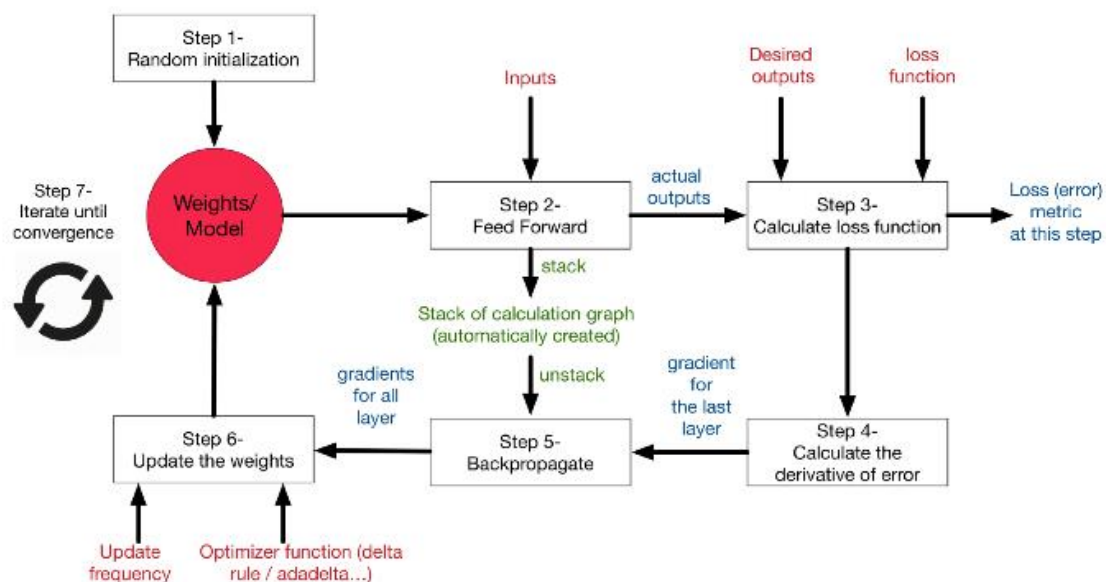 Step 1-
Random initialization
Inputs
Desired
outputs
loss
function
Step 7-
Iterate until
convergence
Weights/
Model
Step 2-
Feed Forward
actual
outputs
Step 3-
Calculate loss function
Loss (error)
metric
at this step
stack
Stack of calculation graph
(automatically created)
unstack
gradients
for all
layer
gradient
for
the last
layer
Step 6-
Update the weights
Step 5-
Backpropagate
Step 4-
Calculate the
derivative of error
Update
frequency
Optimizer function (delta
rule / adadelta...)